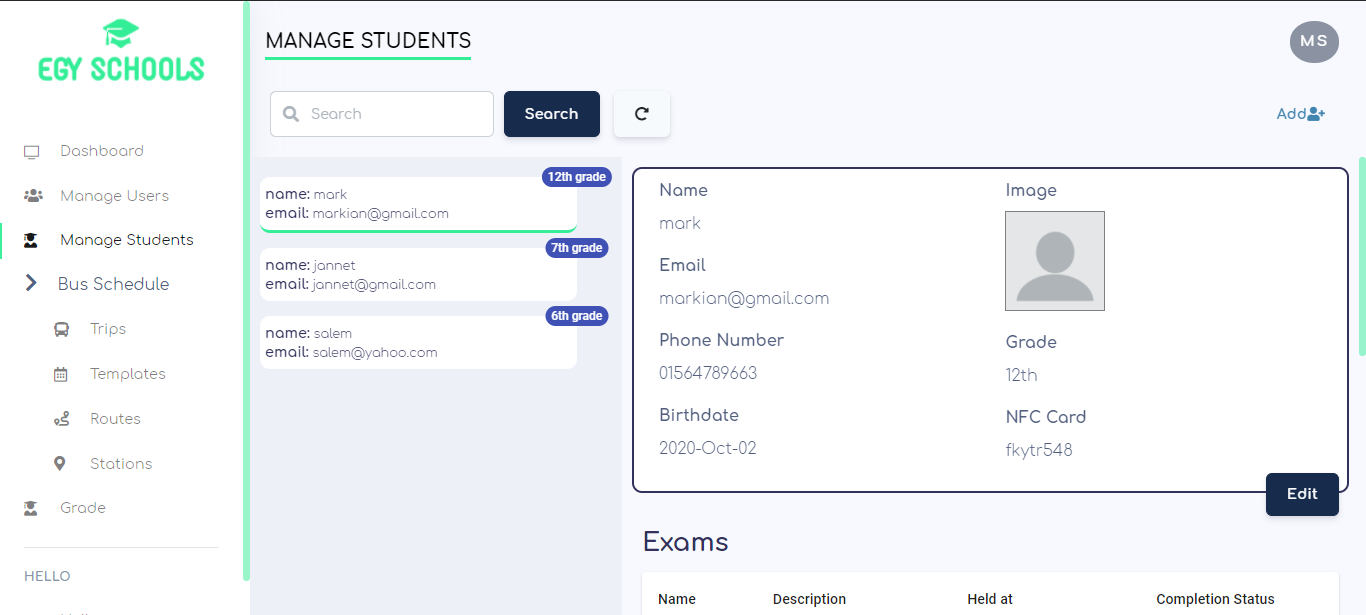 EGY SCHOOLS
Dashboard
Manage Users
Manage Students
Bus Schedule
Trips
Templates
Routes
Stations
Grade
HELLO
MANAGE STUDENTS
MS
Search
Search
Add
12th grade
name: mark
email: markian@gmail.com
7th grade
name: jannet
email: jannet@gmail.com
6th grade
name: salem
email: salem@yahoo.com
Name
mark
Email
markian@gmail.com
Phone Number
01564789663
Birthdate
2020-Oct-02
Image
Grade
12th
NFC Card
fkytr548
Edit
Exams
Name Description Held at Completion Status